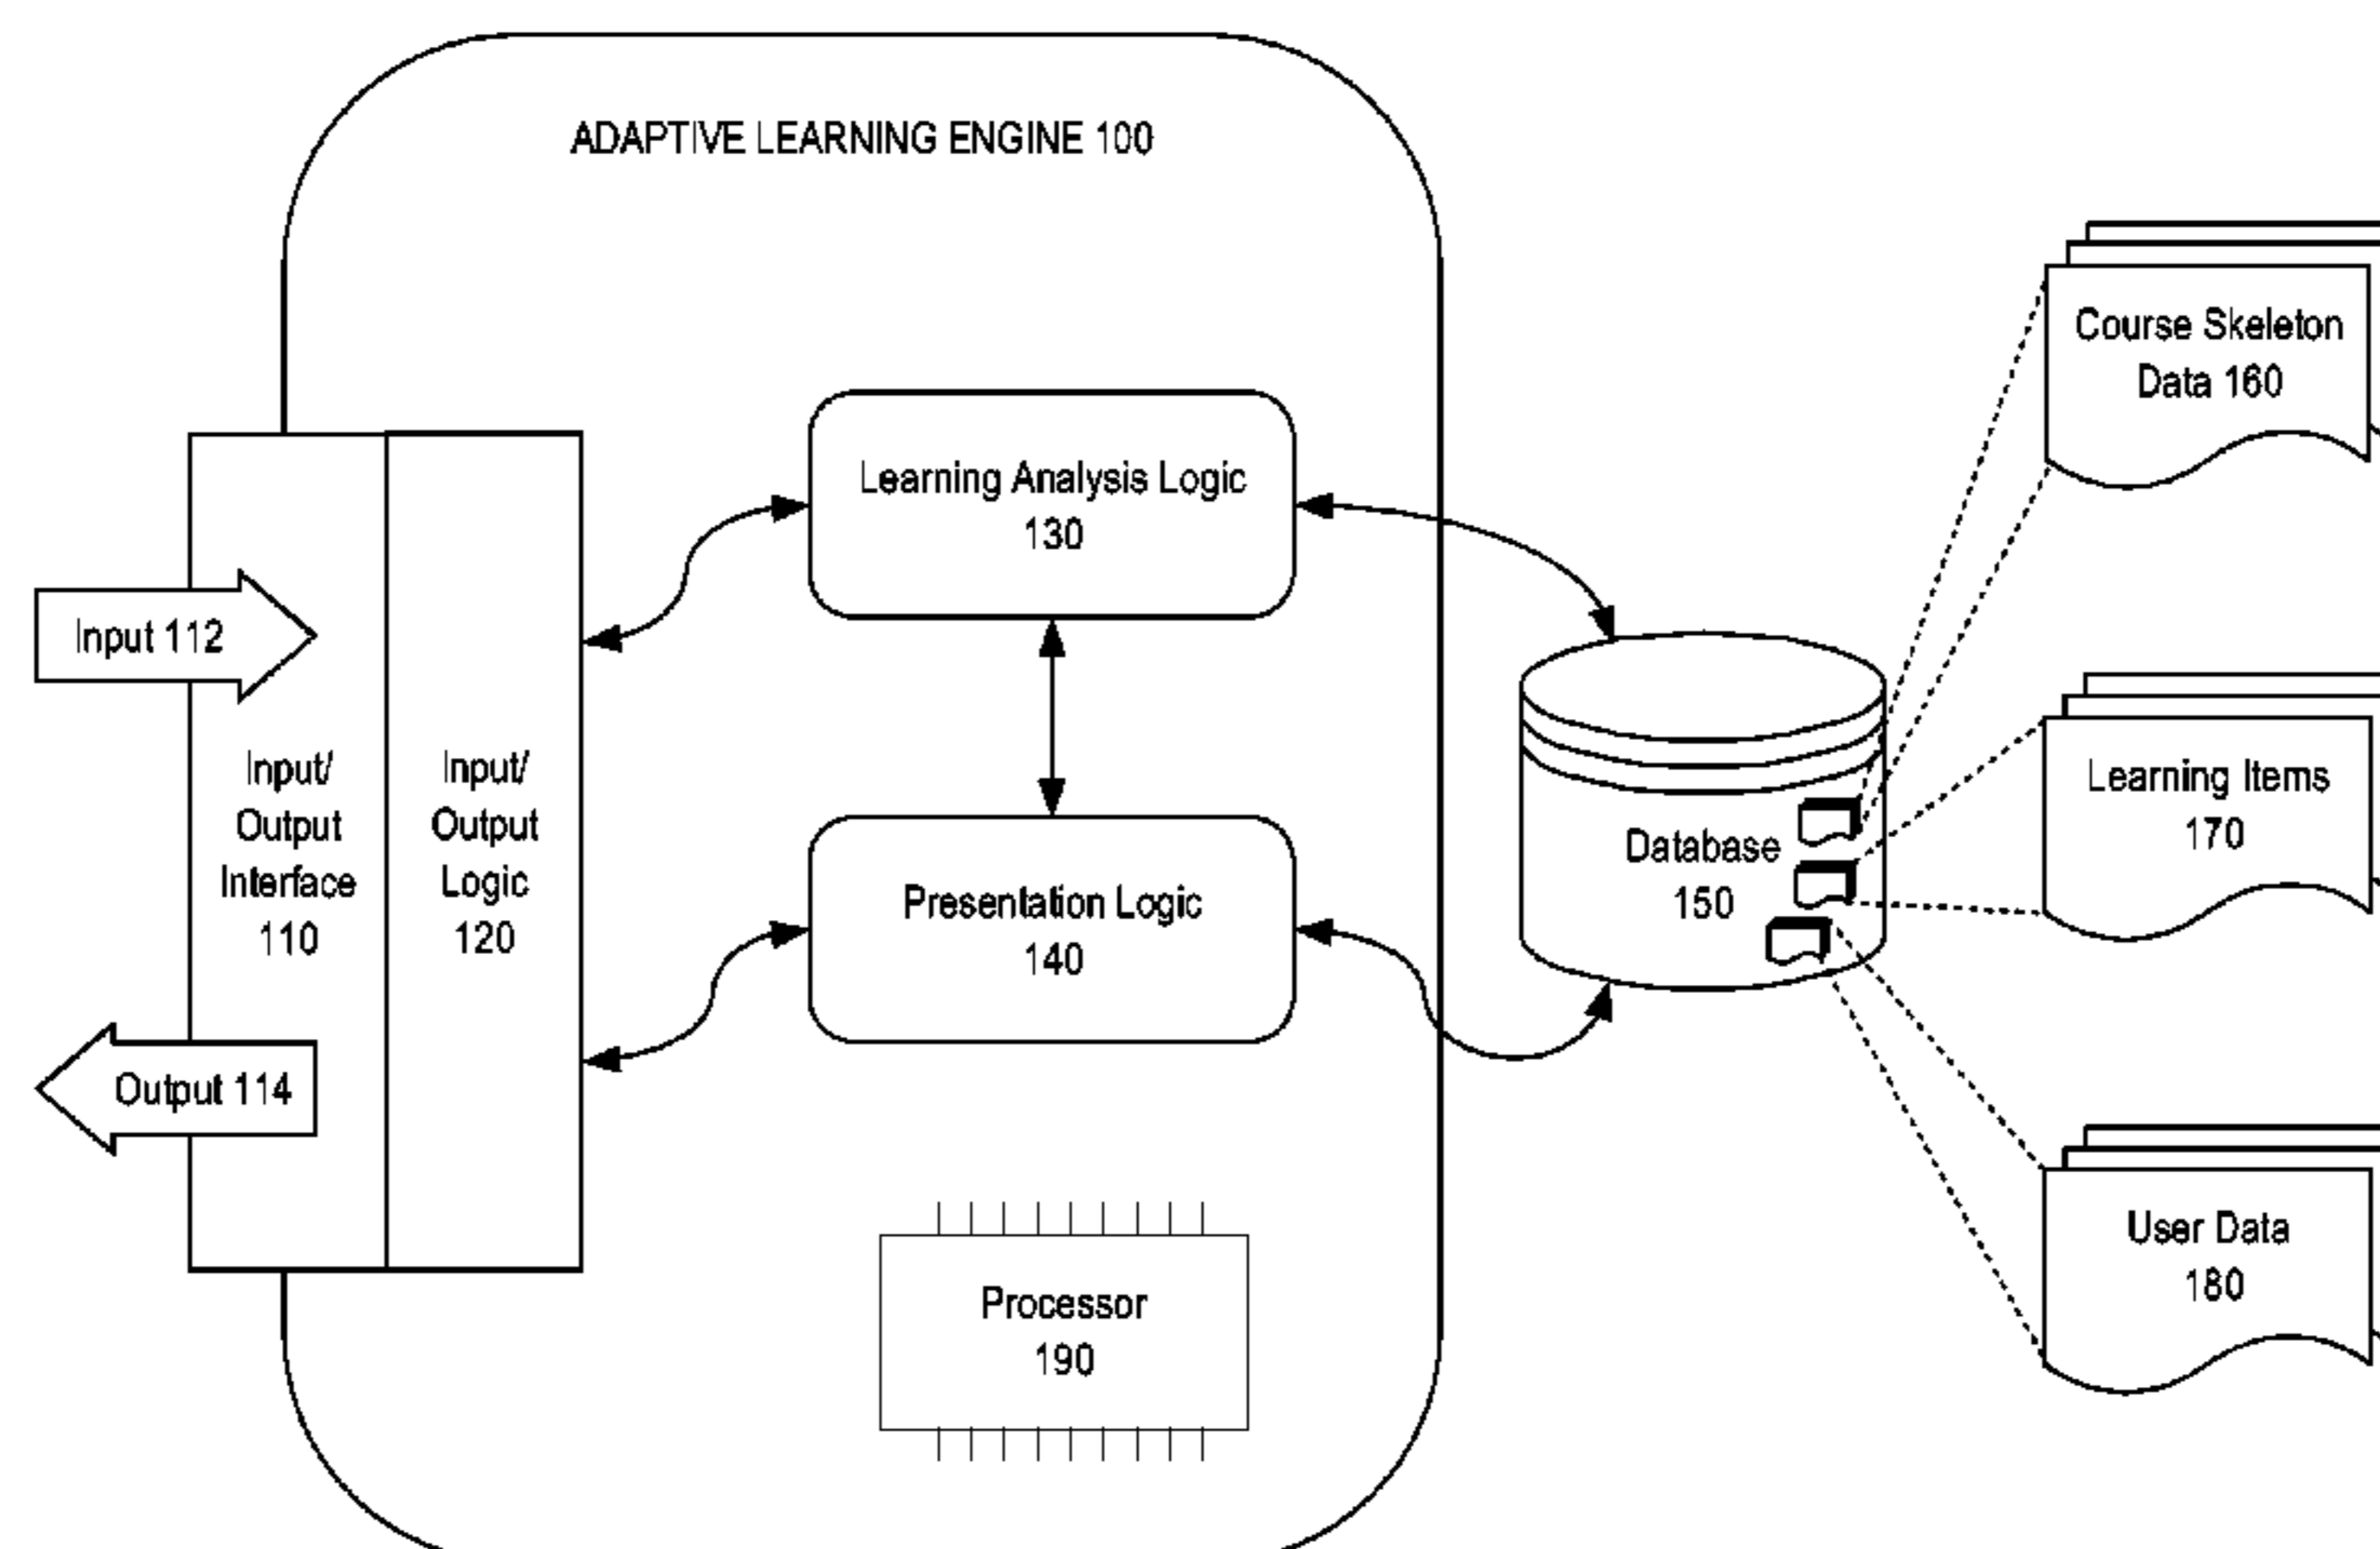 ADAPTIVE LEARNING ENGINE 100
Course Skeleton
Data 160
Learning Analysis Logic
130
Input 112
Input/
Output
Interface
110
Input/
Output
Logic
120
Database
150
Learning Items
170
Presentation Logic
140
Output 114
User Data
180
Processor
190